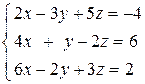 2x − 3y + 5z = −4
4x + y − 2z = 6
6x − 2y + 3z = 2